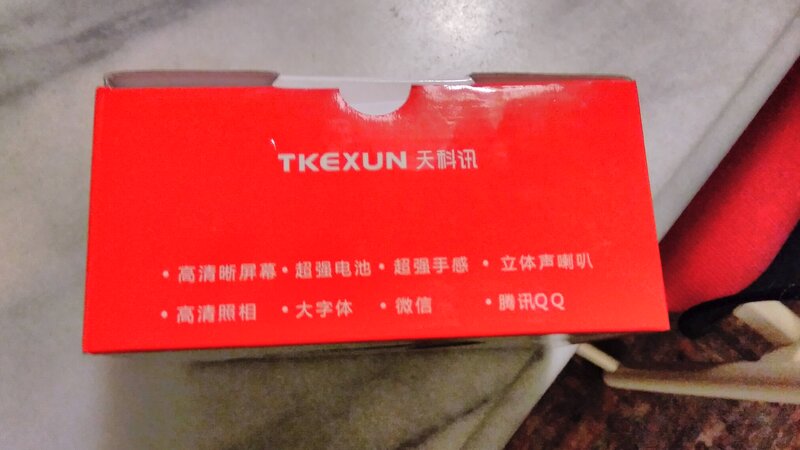 TKEXUN 天科讯
·高清晰屏幕·超强电池·超强手感·立体声喇叭
·高清照相·大字体·微信·腾讯QQ